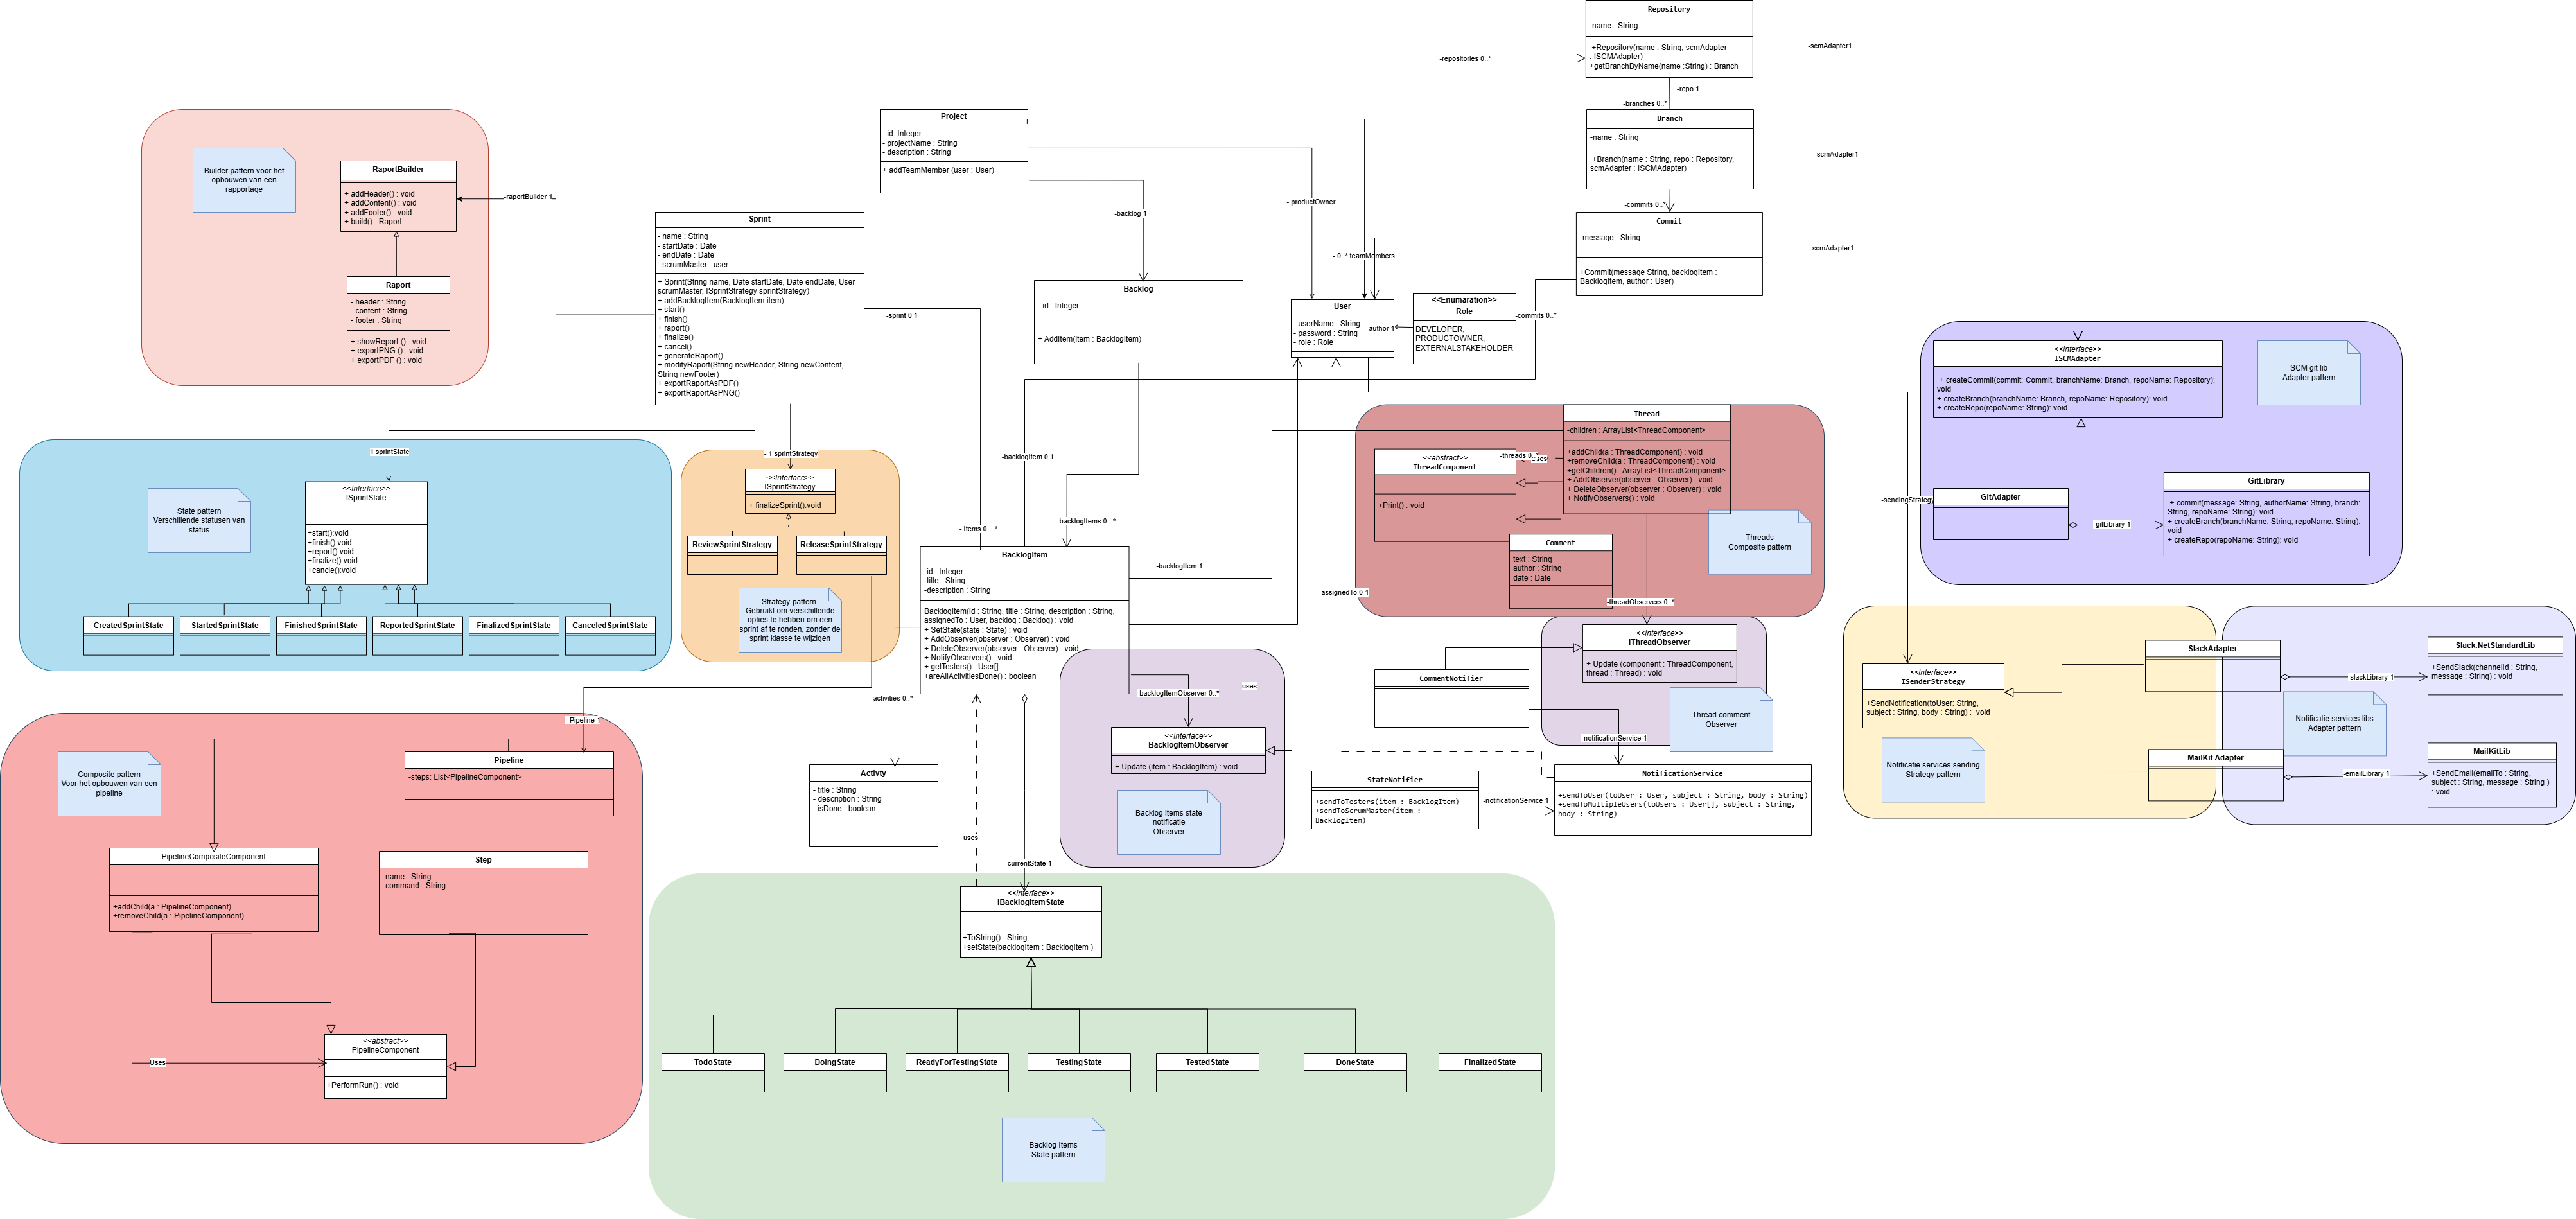 Repository
-name : String
+Repository(name : String, scmAdapter
: ISCMAdapter)
+getBranchByName(name :String) : Branch
-scmAdapter1
-repositories 0..*
-repo 1
-branches 0..*
Branch
-name : String
+Branch(name : String, repo : Repository,
scmAdapter : ISCMAdapter)
-scmAdapter1
-commits 0..*
Commit
-message : String
+Commit(message String, backlogItem :
BacklogItem, author : User)
-scmAdapter1
Project
- id: Integer
- projectName : String
- description : String
+ addTeamMember (user : User)
-backlog 1
- productOwner
- 0..* teamMembers
Builder pattern voor het
opbouwen van een
rapportage
RaportBuilder
+ addHeader() : void
+ addContent() : void
+ addFooter() : void
+ build() : Raport
-raportBuilder 1
Raport
- header : String
- content : String
- footer : String
+ showReport () : void
+ exportPNG () : void
+ exportPDF () : void
Sprint
- name : String
- startDate : Date
- endDate : Date
- scrumMaster : user
+ Sprint(String name, Date startDate, Date endDate, User
scrumMaster, ISprintStrategy sprintStrategy)
+ addBacklogItem(BacklogItem item)
+ start()
+ finish()
+ raport()
+ finalize()
+ cancel()
+ generateRaport()
+ modifyRaport(String newHeader, String newContent,
String newFooter)
+ exportRaportAsPDF()
+ exportRaportAsPNG()
-sprint 0 1
Backlog
- id : Integer
+ AddItem(item : BacklogItem)
User
- userName : String
- password : String
- role : Role
-author 1
<<Enumaration>>
Role
DEVELOPER,
PRODUCTOWNER,
EXTERNALSTAKEHOLDER
-commits 0..*
<<Interface>>
ISCMAdapter
+ createCommit(commit: Commit, branchName: Branch, repoName: Repository):
void
+ createBranch(branchName: Branch, repoName: Repository): void
+ createRepo(repoName: String): void
SCM git lib
Adapter pattern
GitAdapter
-gitLibrary 1
GitLibrary
+ commit(message: String, authorName: String, branch:
String, repoName: String): void
+ createBranch(branchName: String, repoName: String):
void
+ createRepo(repoName: String): void
1 sprintState
- 1 sprintStrategy
State pattern
Verschillende statusen van
status
<<Interface>>
ISprintState
+start():void
+finish():void
+report():void
+finalize():void
+cancle():void
CreatedSprintState
StartedSprintState
FinishedSprintState
ReportedSprintState
FinalizedSprintState
CanceledSprintState
<<Interface>>
ISprintStrategy
+ finalizeSprint():void
ReviewSprintStrategy
ReleaseSprintStrategy
Strategy pattern
Gebruikt om verschillende
opties te hebben om een
sprint af te ronden, zonder de
sprint klasse te wijzigen
-backlogItem 0 1
-backlogItems 0..*
- Items 0 .. *
BacklogItem
-id : Integer
-title : String
-description : String
BacklogItem(id : String, title : String, description : String,
assignedTo : User, backlog : Backlog) : void
+ SetState(state : State) : void
+ AddObserver(observer : Observer) : void
+ DeleteObserver(observer : Observer) : void
+ NotifyObservers() : void
+ getTesters() : User[]
+areAllActivitiesDone() : boolean
-backlogItem 1
-assignedTo 0 1
Thread
-children : ArrayList<ThreadComponent>
+addChild(a : ThreadComponent) : void
+removeChild(a : ThreadComponent) : void
+getChildren() : ArrayList<ThreadComponent>
+ AddObserver(observer : Observer) : void
+ DeleteObserver(observer : Observer) : void
+ NotifyObservers() : void
-threads 0..*
uses
<<abstract>>
ThreadComponent
+Print() : void
Comment
text : String
author : String
date : Date
Threads
Composite pattern
-threadObservers 0..*
-sendingStrategy
<<Interface>>
IThreadObserver
+ Update (component : ThreadComponent,
thread : Thread) : void
CommentNotifier
Thread comment
Observer
-notificationService 1
uses
-backlogItemObserver 0..*
<<Interface>>
BacklogItemObserver
+ Update (item : BacklogItem) : void
Backlog items state
notificatie
Observer
StateNotifier
+sendToTesters(item : BacklogItem)
+sendToScrumMaster(item :
BacklogItem)
-notificationService 1
NotificationService
+sendToUser(toUser : User, subject : String, body : String)
+sendToMultipleUsers(toUsers : User[], subject : String,
body : String)
<<Interface>>
ISenderStrategy
+SendNotification(toUser: String,
subject : String, body : String) : void
Notificatie services sending
Strategy pattern
SlackAdapter
-slackLibrary 1
Slack.NetStandardLib
+SendSlack(channelId : String,
message : String) : void
Notificatie services libs
Adapter pattern
MailKit Adapter
-emailLibrary 1
MailKitLib
+SendEmail(emailTo : String,
subject : String, message : String )
: void
-activities 0..*
Activty
- title : String
- description : String
- isDone : boolean
- Pipeline 1
Composite pattern
Voor het opbouwen van een
pipeline
Pipeline
-steps: List<PipelineComponent>
PipelineCompositeComponent
+addChild(a : PipelineComponent)
+removeChild(a : PipelineComponent)
Step
-name : String
-command : String
Uses
<<abstract>>
PipelineComponent
+PerformRun() : void
uses
-currentState 1
<<Interface>>
IBacklogItemState
+ToString() : String
+setState(backlogItem : BacklogItem )
TodoState
DoingState
ReadyForTestingState
TestingState
TestedState
DoneState
FinalizedState
Backlog Items
State pattern